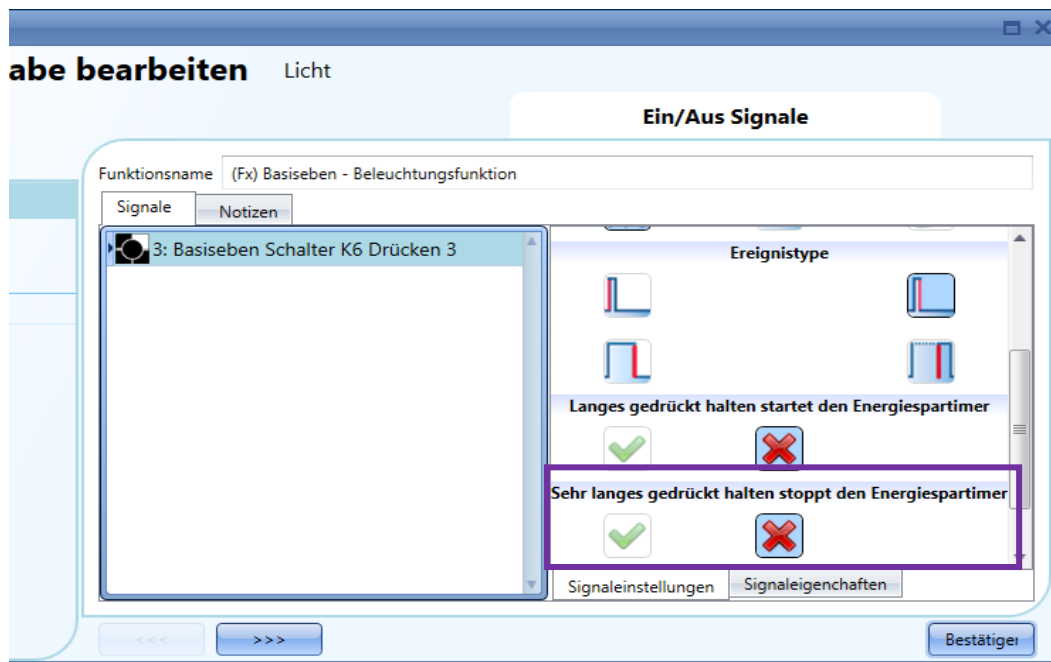 abe bearbeiten Licht
Ein/Aus Signale
Funktionsname (Fx) Basiseben - Beleuchtungsfunktion
Signale Notizen
3: Basiseben Schalter K6 Drücken 3
Ereignistype
Langes gedrückt halten startet den Energiespartimer
Sehr langes gedrückt halten stoppt den Energiespartimer
Signaleinstellungen Signaleigenchaften
<<< >>> Bestätiger